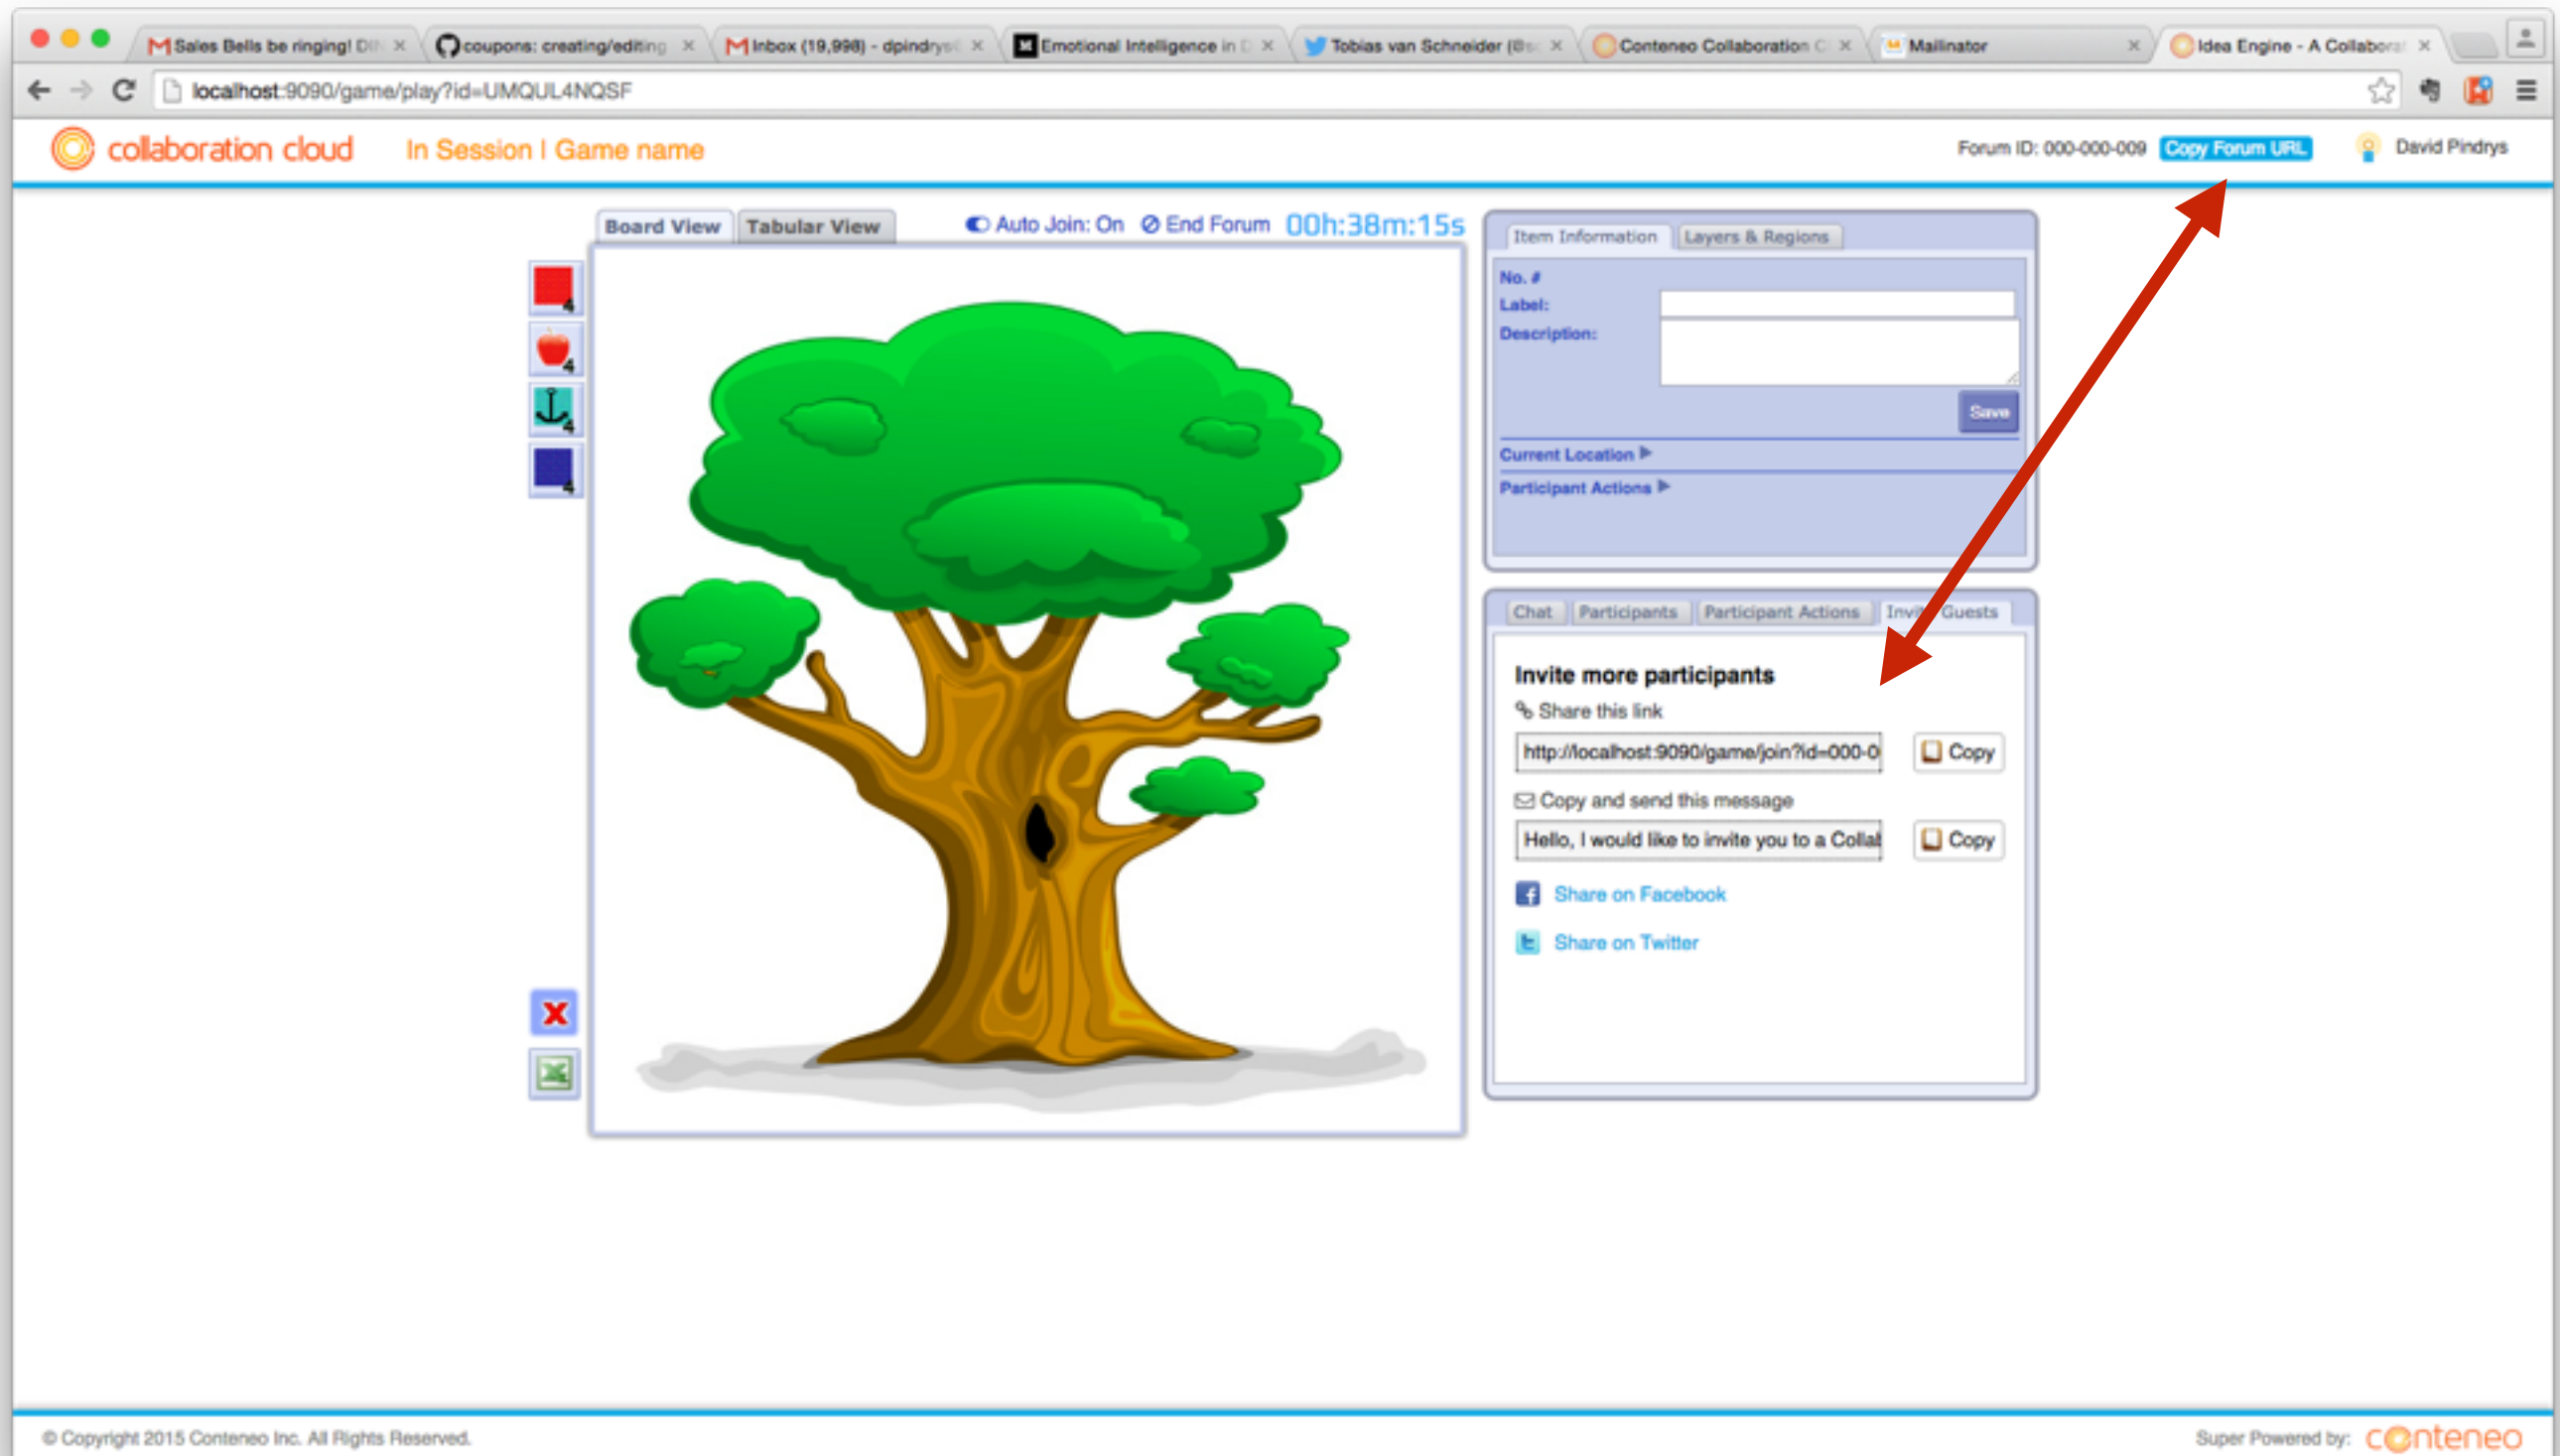 Sales Bells be ringing!
coupons: creating/editing
Inbox (19,998) - dpindrys
Emotional Intelligence in
Tobias van Schneider
Conteneo Collaboration
Mailinator
Idea Engine - A Collabora
localhost:9090/game/play?id=UMQUL4NQSF
collaboration cloud
In Session | Game name
Forum ID: 000-000-009
Copy Forum URL
David Pindrys
Board View
Tabular View
Auto Join: On
End Forum
00h:38m:15s
4
4
4
4
Item Information
Layers & Regions
No. #
Label:
Description:
Save
Current Location
Participant Actions
Chat
Participants
Participant Actions
Guests
Invite more participants
Share this link
http://localhost:9090/game/join?id=000-0
Copy
Copy and send this message
Hello, I would like to invite you to a Collab
Copy
Share on Facebook
Share on Twitter
© Copyright 2015 Conteneo Inc. All Rights Reserved.
Super Powered by: conteneo